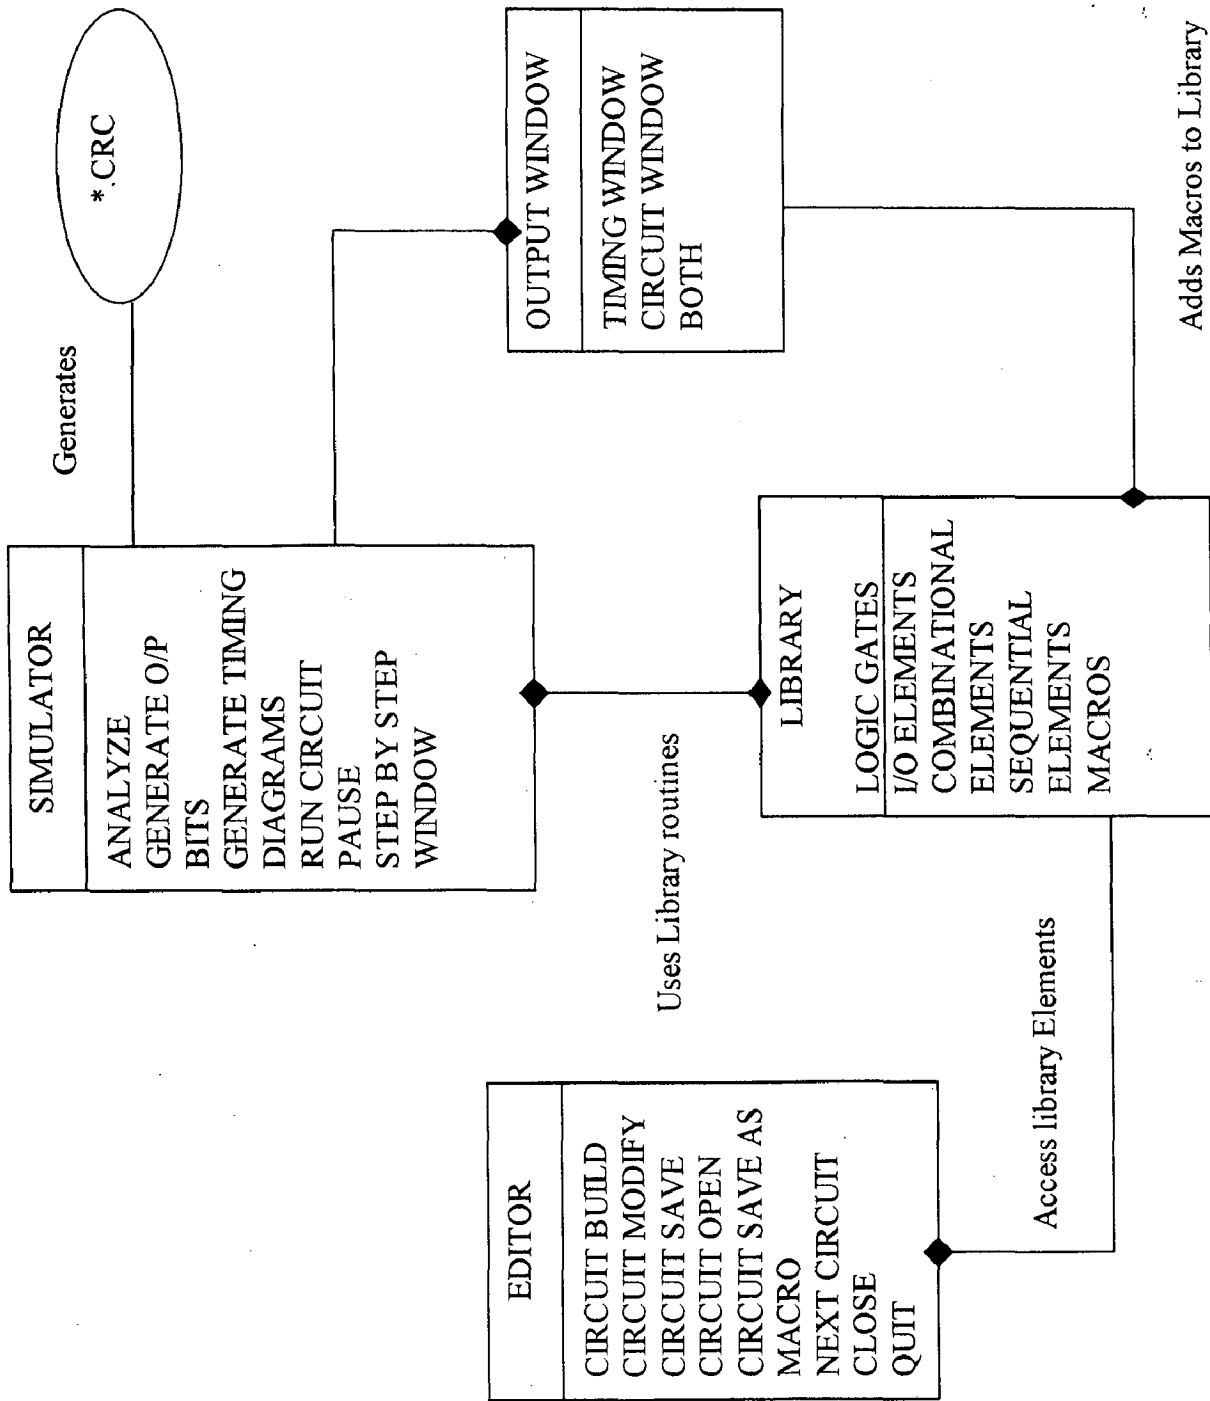 EDITOR
CIRCUIT BUILD
CIRCUIT MODIFY
CIRCUIT SAVE
CIRCUIT OPEN
CIRCUIT SAVE AS
MACRO
NEXT CIRCUIT
CLOSE
QUIT
SIMULATOR
ANALYZE
GENERATE O/P
BITS
GENERATE TIMING
DIAGRAMS
RUN CIRCUIT
PAUSE
STEP BY STEP
WINDOW
Generates
*.CRC
Uses Library routines
OUTPUT WINDOW
TIMING WINDOW
CIRCUIT WINDOW
BOTH
LIBRARY
LOGIC GATES
I/O ELEMENTS
COMBINATIONAL
ELEMENTS
SEQUENTIAL
ELEMENTS
MACROS
Access library Elements
Adds Macros to Library